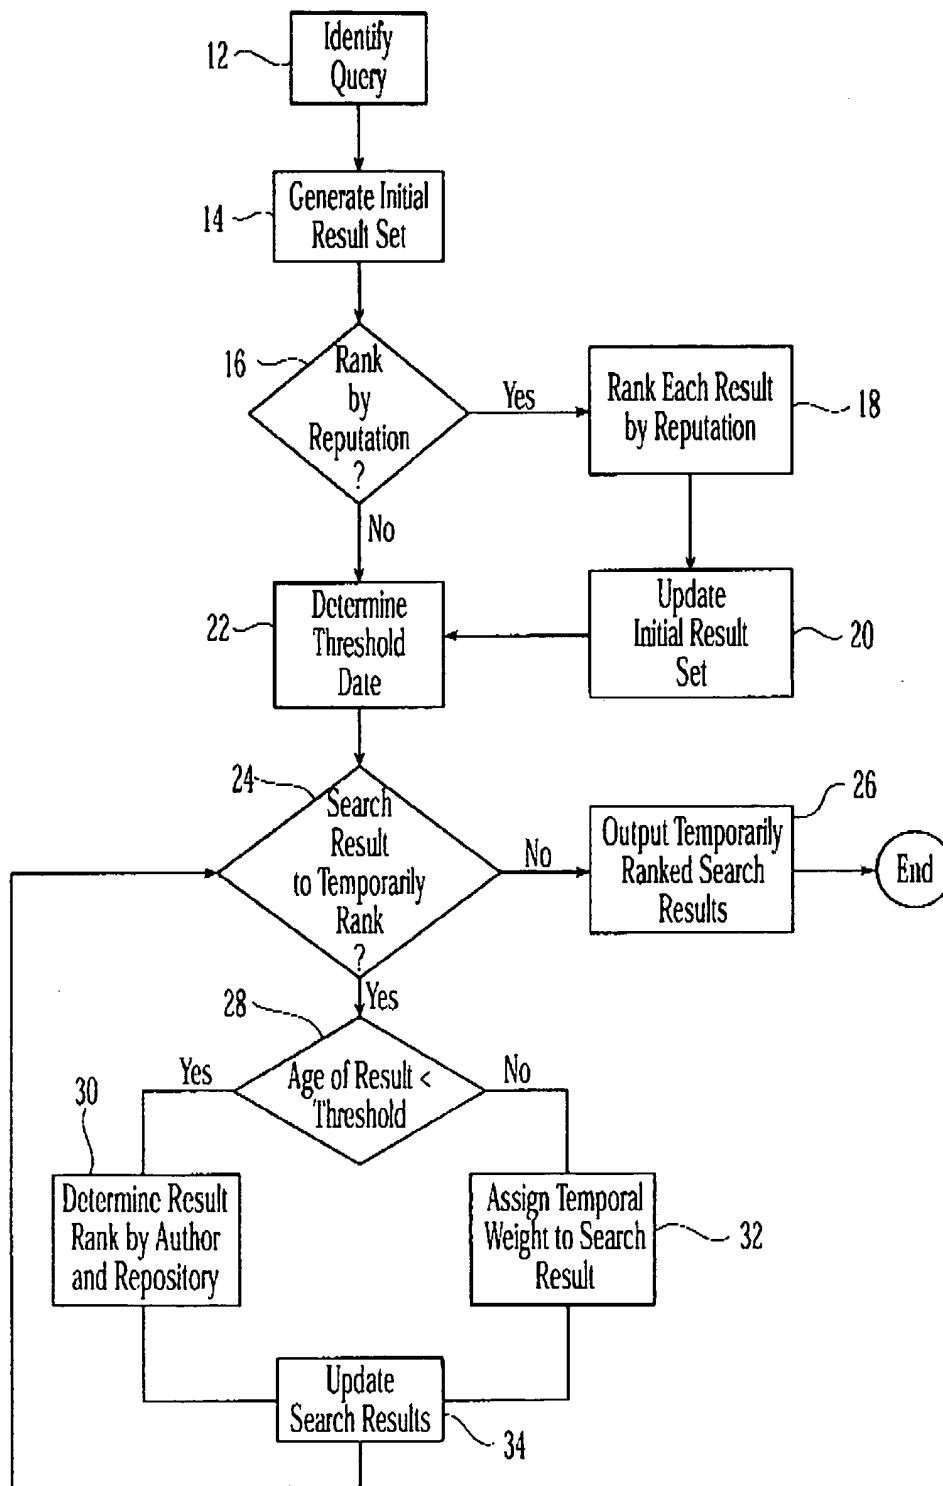 Identify
Query
12
Generate Initial
Result Set
14
16
Rank
by
Reputation
?
Yes
Rank Each Result
by Reputation
18
No
22
Determine
Threshold
Date
Update
Initial Result
Set
20
24
Search
Result
to Temporarily
Rank
?
No
26
Output Temporarily
Ranked Search
Results
End
Yes
28
Yes
Age of Result <
Threshold
No
30
Determine Result
Rank by Author
and Repository
Assign Temporal
Weight to Search
Result
32
Update
Search Results
34